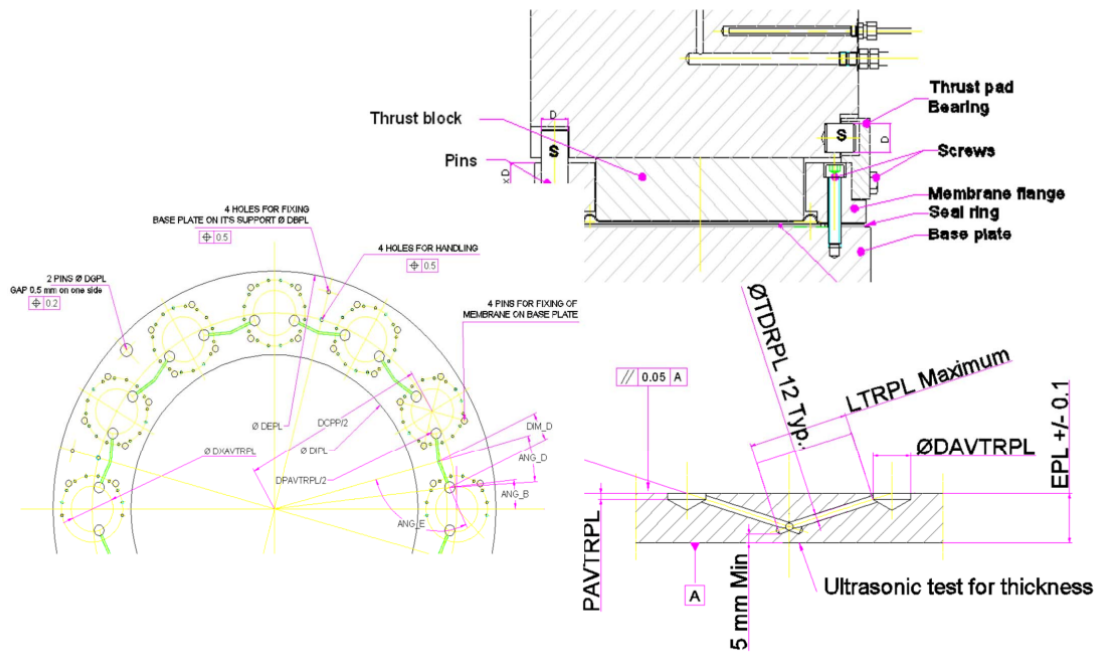 Thrust pad
Bearing
Thrust block
D
S
S
D
Screws
Pins
X D
Membrane flange
Seal ring
Base plate
4 HOLES FOR FIXING
BASE PLATE ON IT'S SUPPORT Ø DBPL
0.5
4 HOLES FOR HANDLING
0.5
2 PINS Ø DGPL
GAP 0,5 mm on one side
0.2
4 PINS FOR FIXING OF
MEMBRANE ON BASE PLATE
Ø DEPL
DCPP/2
Ø DIPL
DIM_D
Ø DXAVTRPL
DPAVTRPL/2
ANG_D
ANG_B
ANG_E
ØTDRPL 12 Typ..
LTRPL Maximum
// 0.05 A
ØDAVTRPL
EPL +/- 0.1
PAVTRPL
A
5 mm Min
Ultrasonic test for thickness